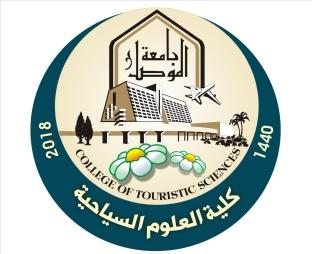 جامعة
الموصل
2018
1440
COLLEGE OF TOURISTIC SCIENCES
كلية العلوم السياحية